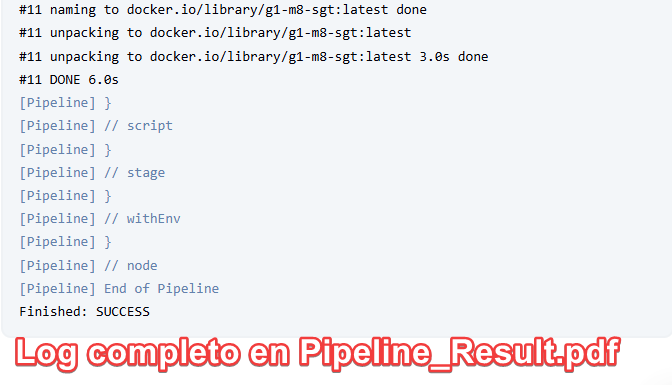 #11 naming to docker.io/library/g1-m8-sgt:latest done
#11 unpacking to docker.io/library/g1-m8-sgt:latest
#11 unpacking to docker.io/library/g1-m8-sgt:latest 3.0s done
#11 DONE 6.0s
[Pipeline] }
[Pipeline] // script
[Pipeline] }
[Pipeline] // stage
[Pipeline] }
[Pipeline] // withEnv
[Pipeline] }
[Pipeline] // node
[Pipeline] End of Pipeline
Finished: SUCCESS
Log completo en Pipeline_Result.pdf